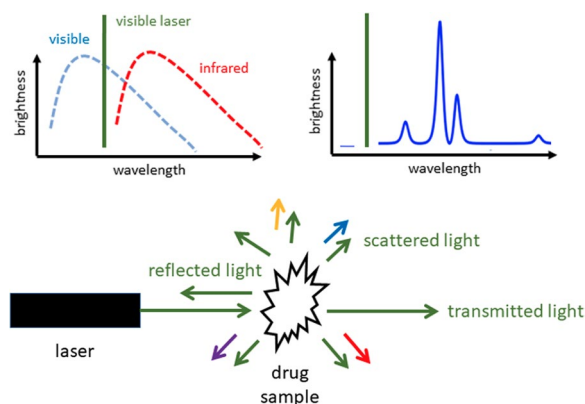 visible laser
visible
infrared
brightness
wavelength
brightness
wavelength
scattered light
reflected light
transmitted light
laser
drug
sample